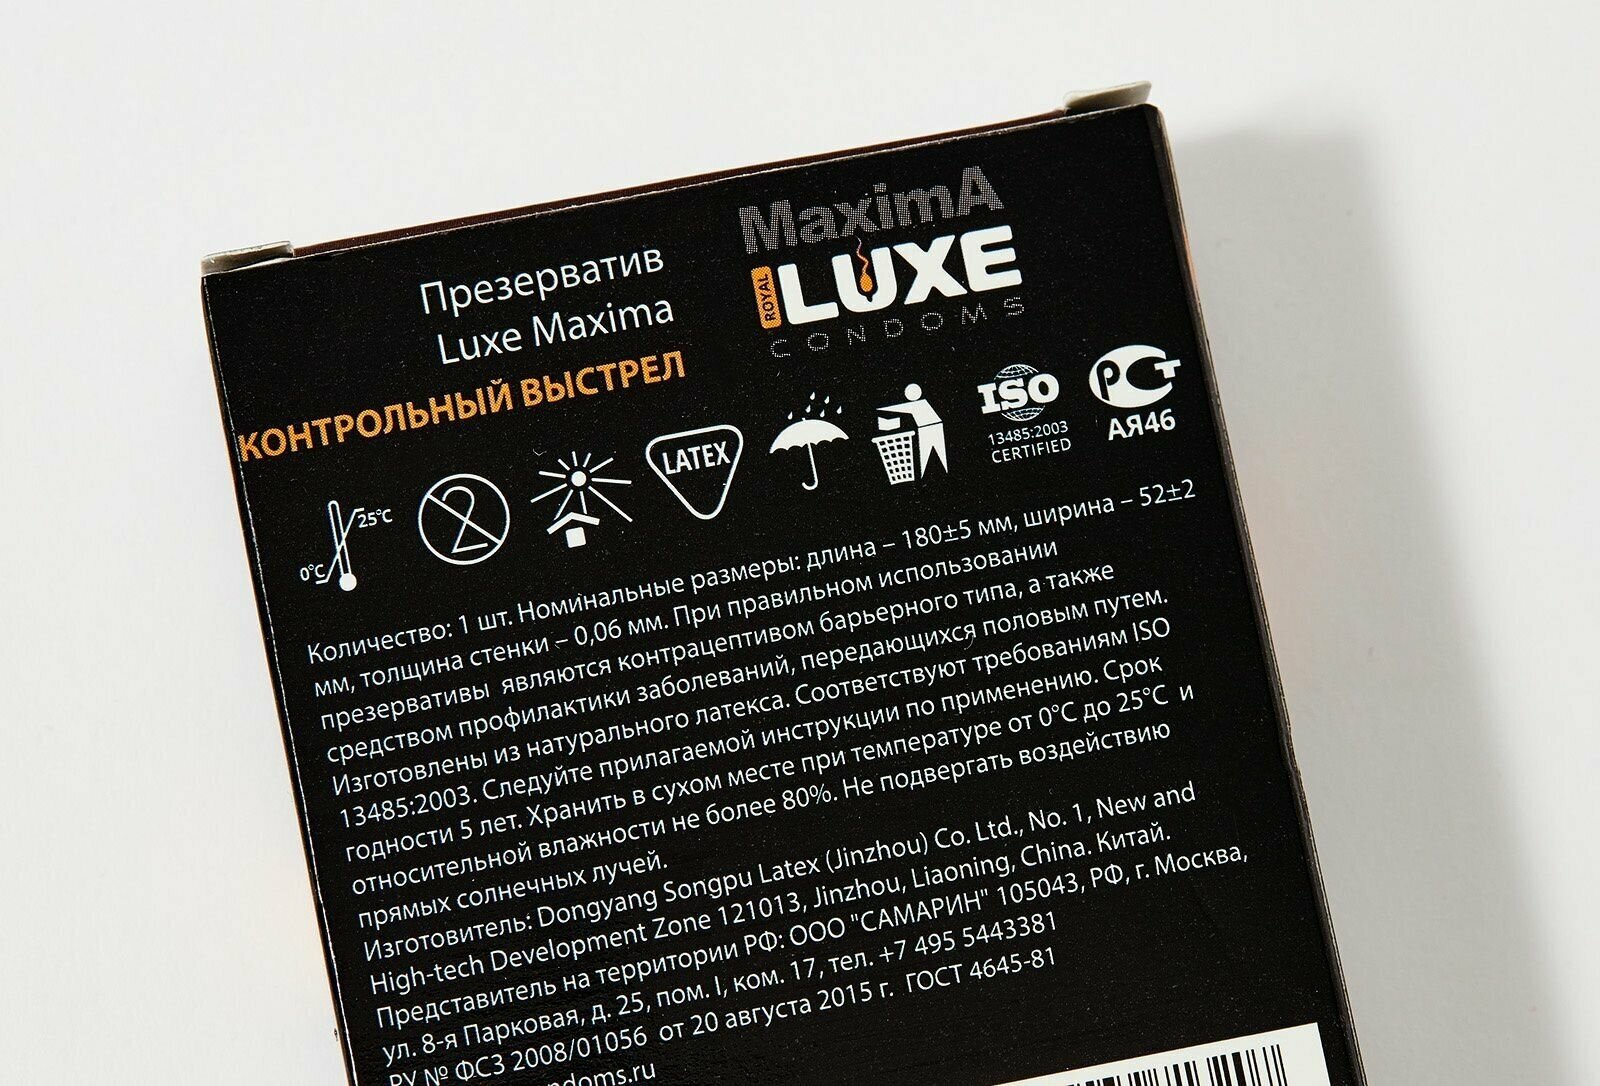 Презерватив
Luxe Maxima
КОНТРОЛЬНЫЙ ВЫСТРЕЛ
MaximA
ROYAL
LUXE
CONDOMS
0°C
25°C
2
LATEX
ISO
13485:2003
CERTIFIED
РСТ
АЯ46
Количество: 1 шт. Номинальные размеры: длина – 180±5 мм, ширина – 52±2
мм, толщина стенки – 0,06 мм. При правильном использовании
презервативы являются контрацептивом барьерного типа, а также
средством профилактики заболеваний, передающихся половым путем.
Изготовлены из натурального латекса. Соответствуют требованиям ISO
13485:2003. Следуйте прилагаемой инструкции по применению. Срок
годности 5 лет. Хранить в сухом месте при температуре от 0°C до 25°C и
относительной влажности не более 80%. Не подвергать воздействию
прямых солнечных лучей.
Изготовитель: Dongyang Songpu Latex (Jinzhou) Co. Ltd., No. 1, New and
High-tech Development Zone 121013, Jinzhou, Liaoning, China. Китай.
Представитель на территории РФ: ООО "САМАРИН" 105043, РФ, г. Москва,
ул. 8-я Парковая, д. 25, пом. I, ком. 17, тел. +7 495 5443381
РУ № ФСЗ 2008/01056 от 20 августа 2015 г. ГОСТ 4645-81
ndoms.ru